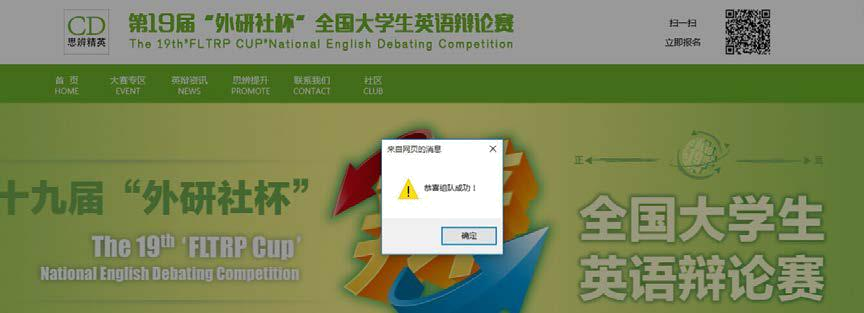 CD
思辨精英
第19届“外研社杯”全国大学生英语辩论赛
The 19th"FLTRP CUP"National English Debating Competition
扫一扫
立即报名
首 页 大赛专区 英辩资讯 思辨提升 联系我们 社区
HOME EVENT NEWS PROMOTE CONTACT CLUB
来自网页的消息
恭喜组队成功！
确定
十九届“外研社杯”
The 19th ‘FLTRP Cup’
National English Debating Competition
正
全国大学生
英语辩论赛